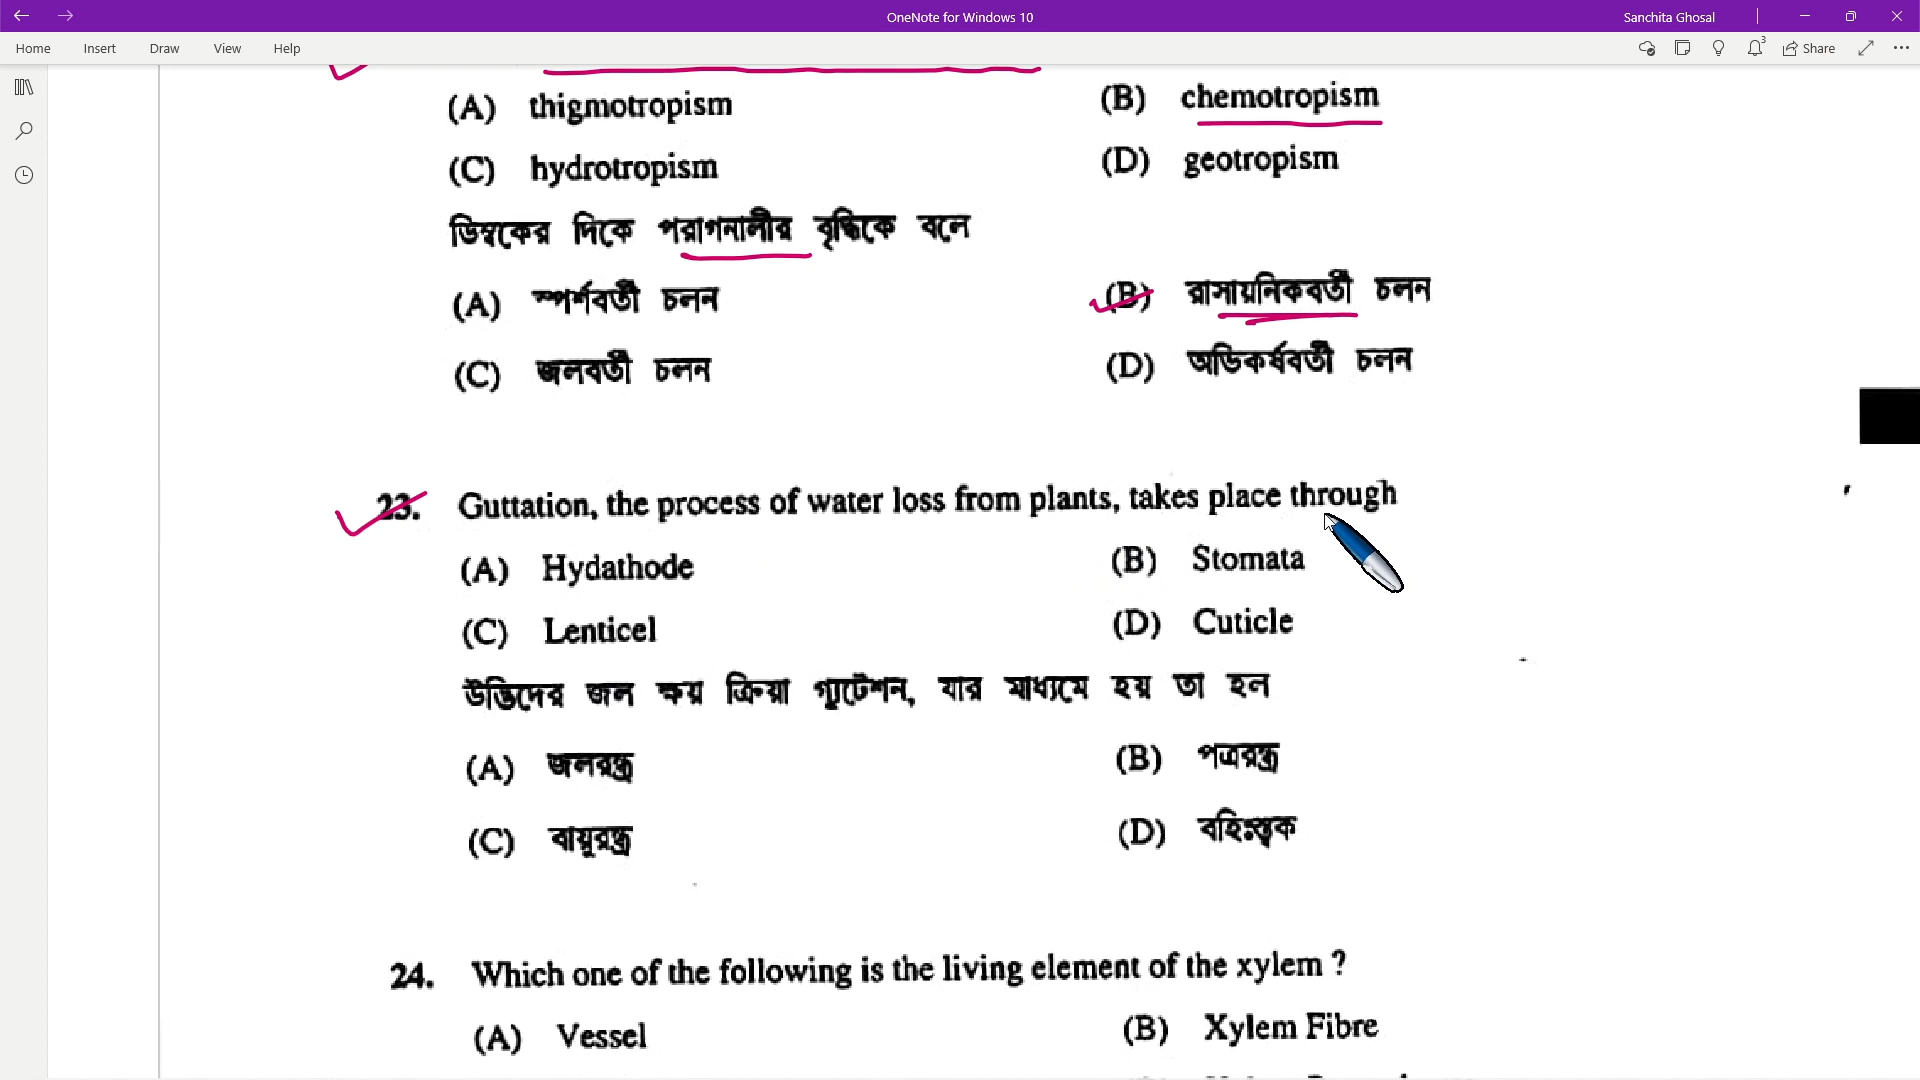 OneNote for Windows 10
Sanchita Ghosal
Home Insert Draw View Help
3 Share
(A) thigmotropism (B) chemotropism
(C) hydrotropism (D) geotropism
ডিম্বকের দিকে পরাগনালীর বৃদ্ধিকে বলে
(A) স্পর্শবর্তী চলন (B) রাসায়নিকবর্তী চলন
(C) জলবর্তী চলন (D) অভিকর্ষবর্তী চলন
23. Guttation, the process of water loss from plants, takes place through
(A) Hydathode (B) Stomata
(C) Lenticel (D) Cuticle
উদ্ভিদের জল ক্ষয় ক্রিয়া গ্যুটেশন, যার মাধ্যমে হয় তা হল
(A) জলরন্ধ্র (B) পত্ররন্ধ্র
(C) বায়ুরন্ধ্র (D) বহিঃত্বক
24. Which one of the following is the living element of the xylem ?
(A) Vessel (B) Xylem Fibre